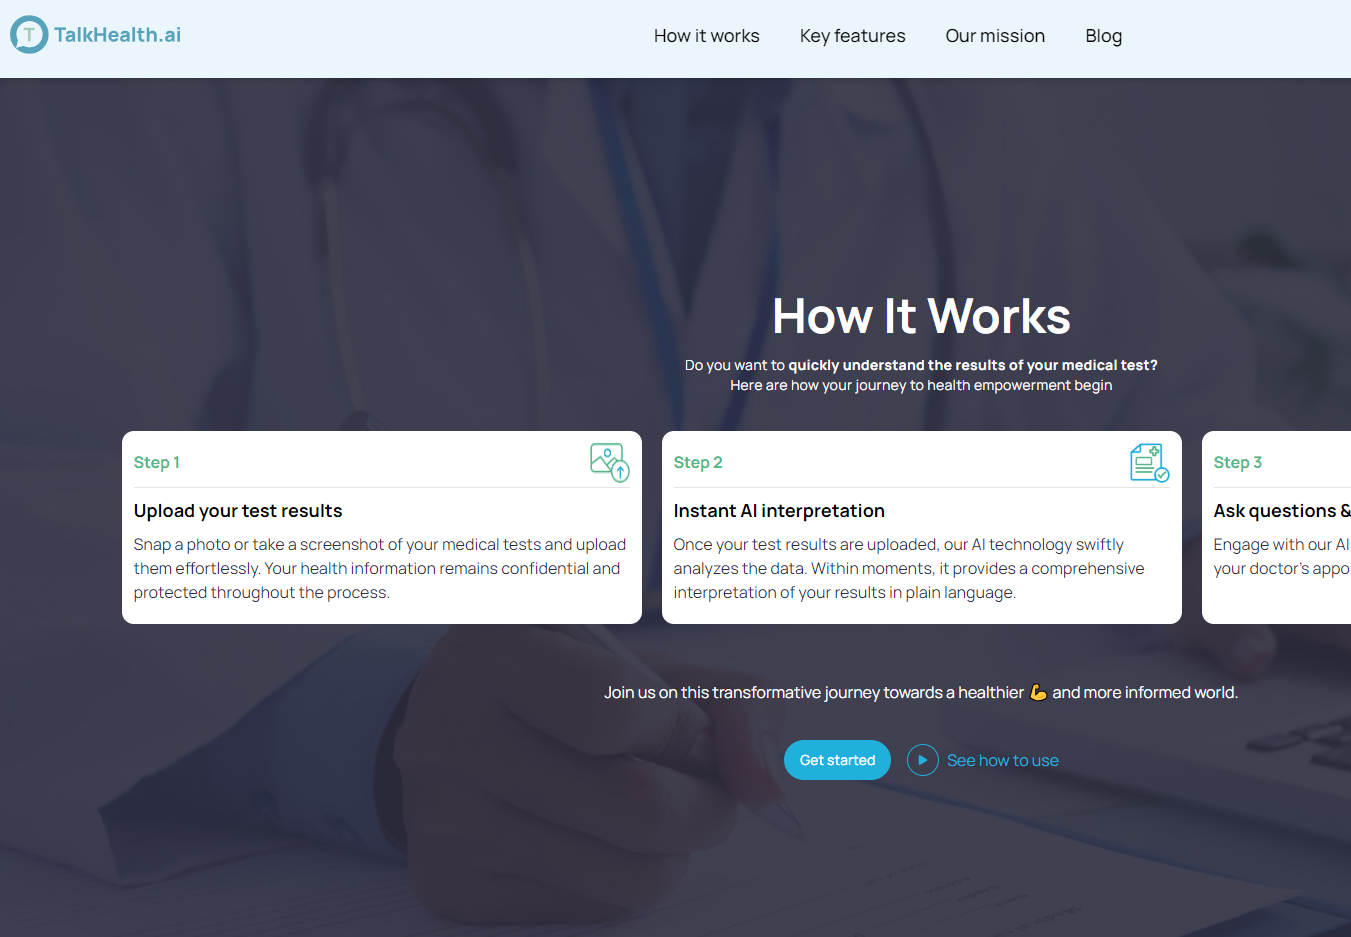 T TalkHealth.ai
How it works
Key features
Our mission
Blog
How It Works
Do you want to quickly understand the results of your medical test?
Here are how your journey to health empowerment begin
Step 1
Upload your test results
Snap a photo or take a screenshot of your medical tests and upload
them effortlessly. Your health information remains confidential and
protected throughout the process.
Step 2
Instant AI interpretation
Once your test results are uploaded, our AI technology swiftly
analyzes the data. Within moments, it provides a comprehensive
interpretation of your results in plain language.
Step 3
Ask questions &
Engage with our AI
your doctor's appo
Join us on this transformative journey towards a healthier 💪 and more informed world.
Get started
See how to use